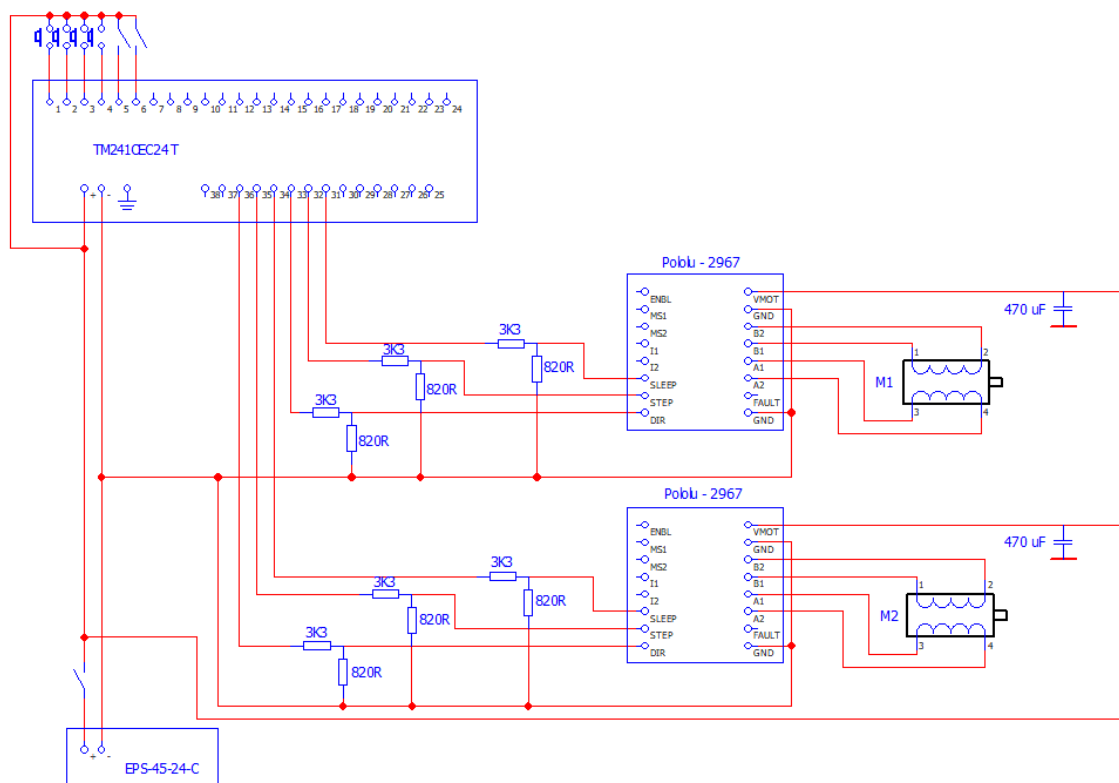 1 2 3 4 5 6 7 8 9 10 11 12 13 14 15 16 17 18 19 20 21 22 23 24
TM241CEC24T
+ -
38 37 36 35 34 33 32 31 30 29 28 27 26 25
Pololu - 2967
ENBL
MS1
MS2
I1
I2
SLEEP
STEP
DIR
VMOT
GND
B2
B1
A1
A2
FAULT
GND
470 uF
M1
1 2
3 4
3K3
820R
3K3
820R
3K3
820R
Pololu - 2967
ENBL
MS1
MS2
I1
I2
SLEEP
STEP
DIR
VMOT
GND
B2
B1
A1
A2
FAULT
GND
470 uF
M2
1 2
3 4
3K3
820R
3K3
820R
3K3
820R
+ -
EPS-45-24-C